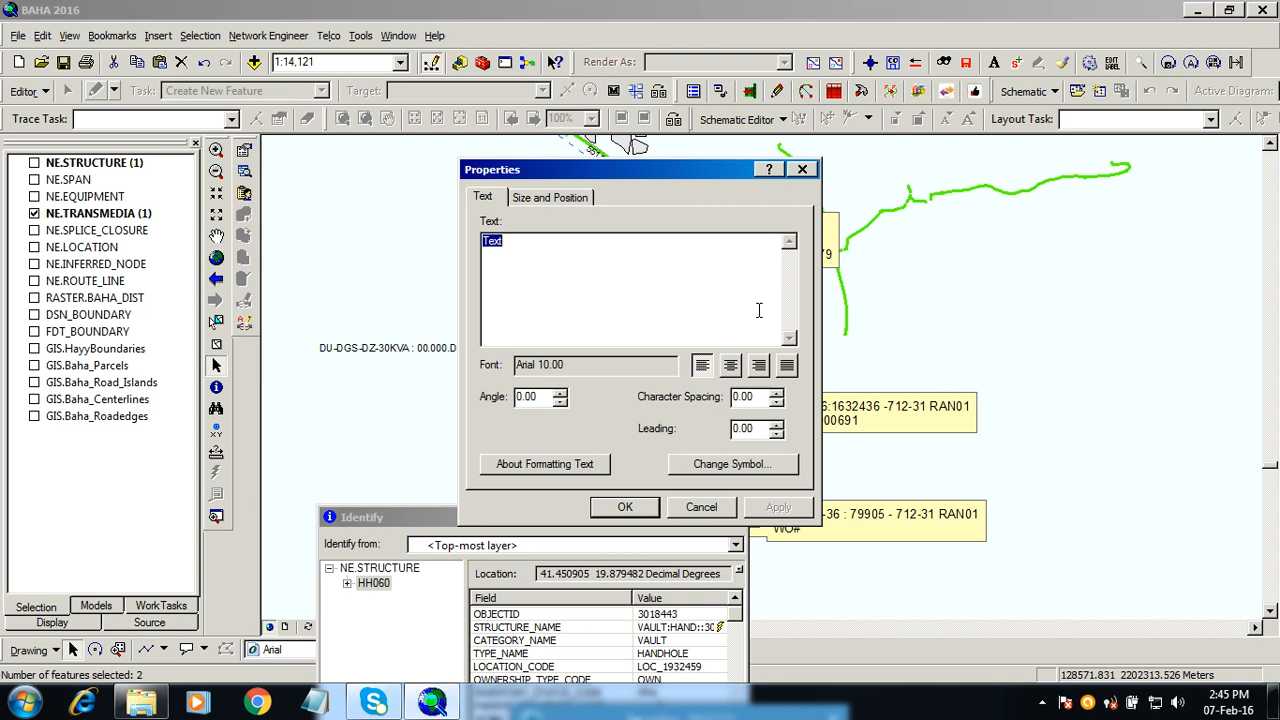 BAHA 2016
File Edit View Bookmarks Insert Selection Network Engineer Telco Tools Window Help
1:14,121
Render As:
EDIT LABEL
Editor Task: Create New Feature Target:
Schematic Active Diagram:
Trace Task:
100%
Schematic Editor
Layout Task:
NE.STRUCTURE (1)
NE.SPAN
NE.EQUIPMENT
NE.TRANSMEDIA (1)
NE.SPLICE_CLOSURE
NE.LOCATION
NE.INFERRED_NODE
NE.ROUTE_LINE
RASTER.BAHA_DIST
DSN_BOUNDARY
FDT_BOUNDARY
GIS.HayyBoundaries
GIS.Baha_Parcels
GIS.Baha_Road_Islands
GIS.Baha_Centerlines
GIS.Baha_Roadedges
Selection Models WorkTasks
Display Source
Properties
Text Size and Position
Text:
Text
Font: Arial 10.00
Angle: 0.00 Character Spacing: 0.00
Leading: 0.00
About Formatting Text Change Symbol...
OK Cancel Apply
DU-DGS-DZ-30KVA : 00.000.D
79
6:1632436 -712-31 RAN01
00691
-36 : 79905 - 712-31 RAN01
WO#
Identify
Identify from: <Top-most layer>
NE.STRUCTURE
HH060
Location: 41.450905 19.879482 Decimal Degrees
Field Value
OBJECTID 3018443
STRUCTURE_NAME VAULT:HAND::30
CATEGORY_NAME VAULT
TYPE_NAME HANDHOLE
LOCATION_CODE LOC_1932459
OWNERSHIP_TYPE_CODE OWN
Drawing Arial
Number of features selected: 2
128571.831 2202313.526 Meters
2:45 PM
07-Feb-16